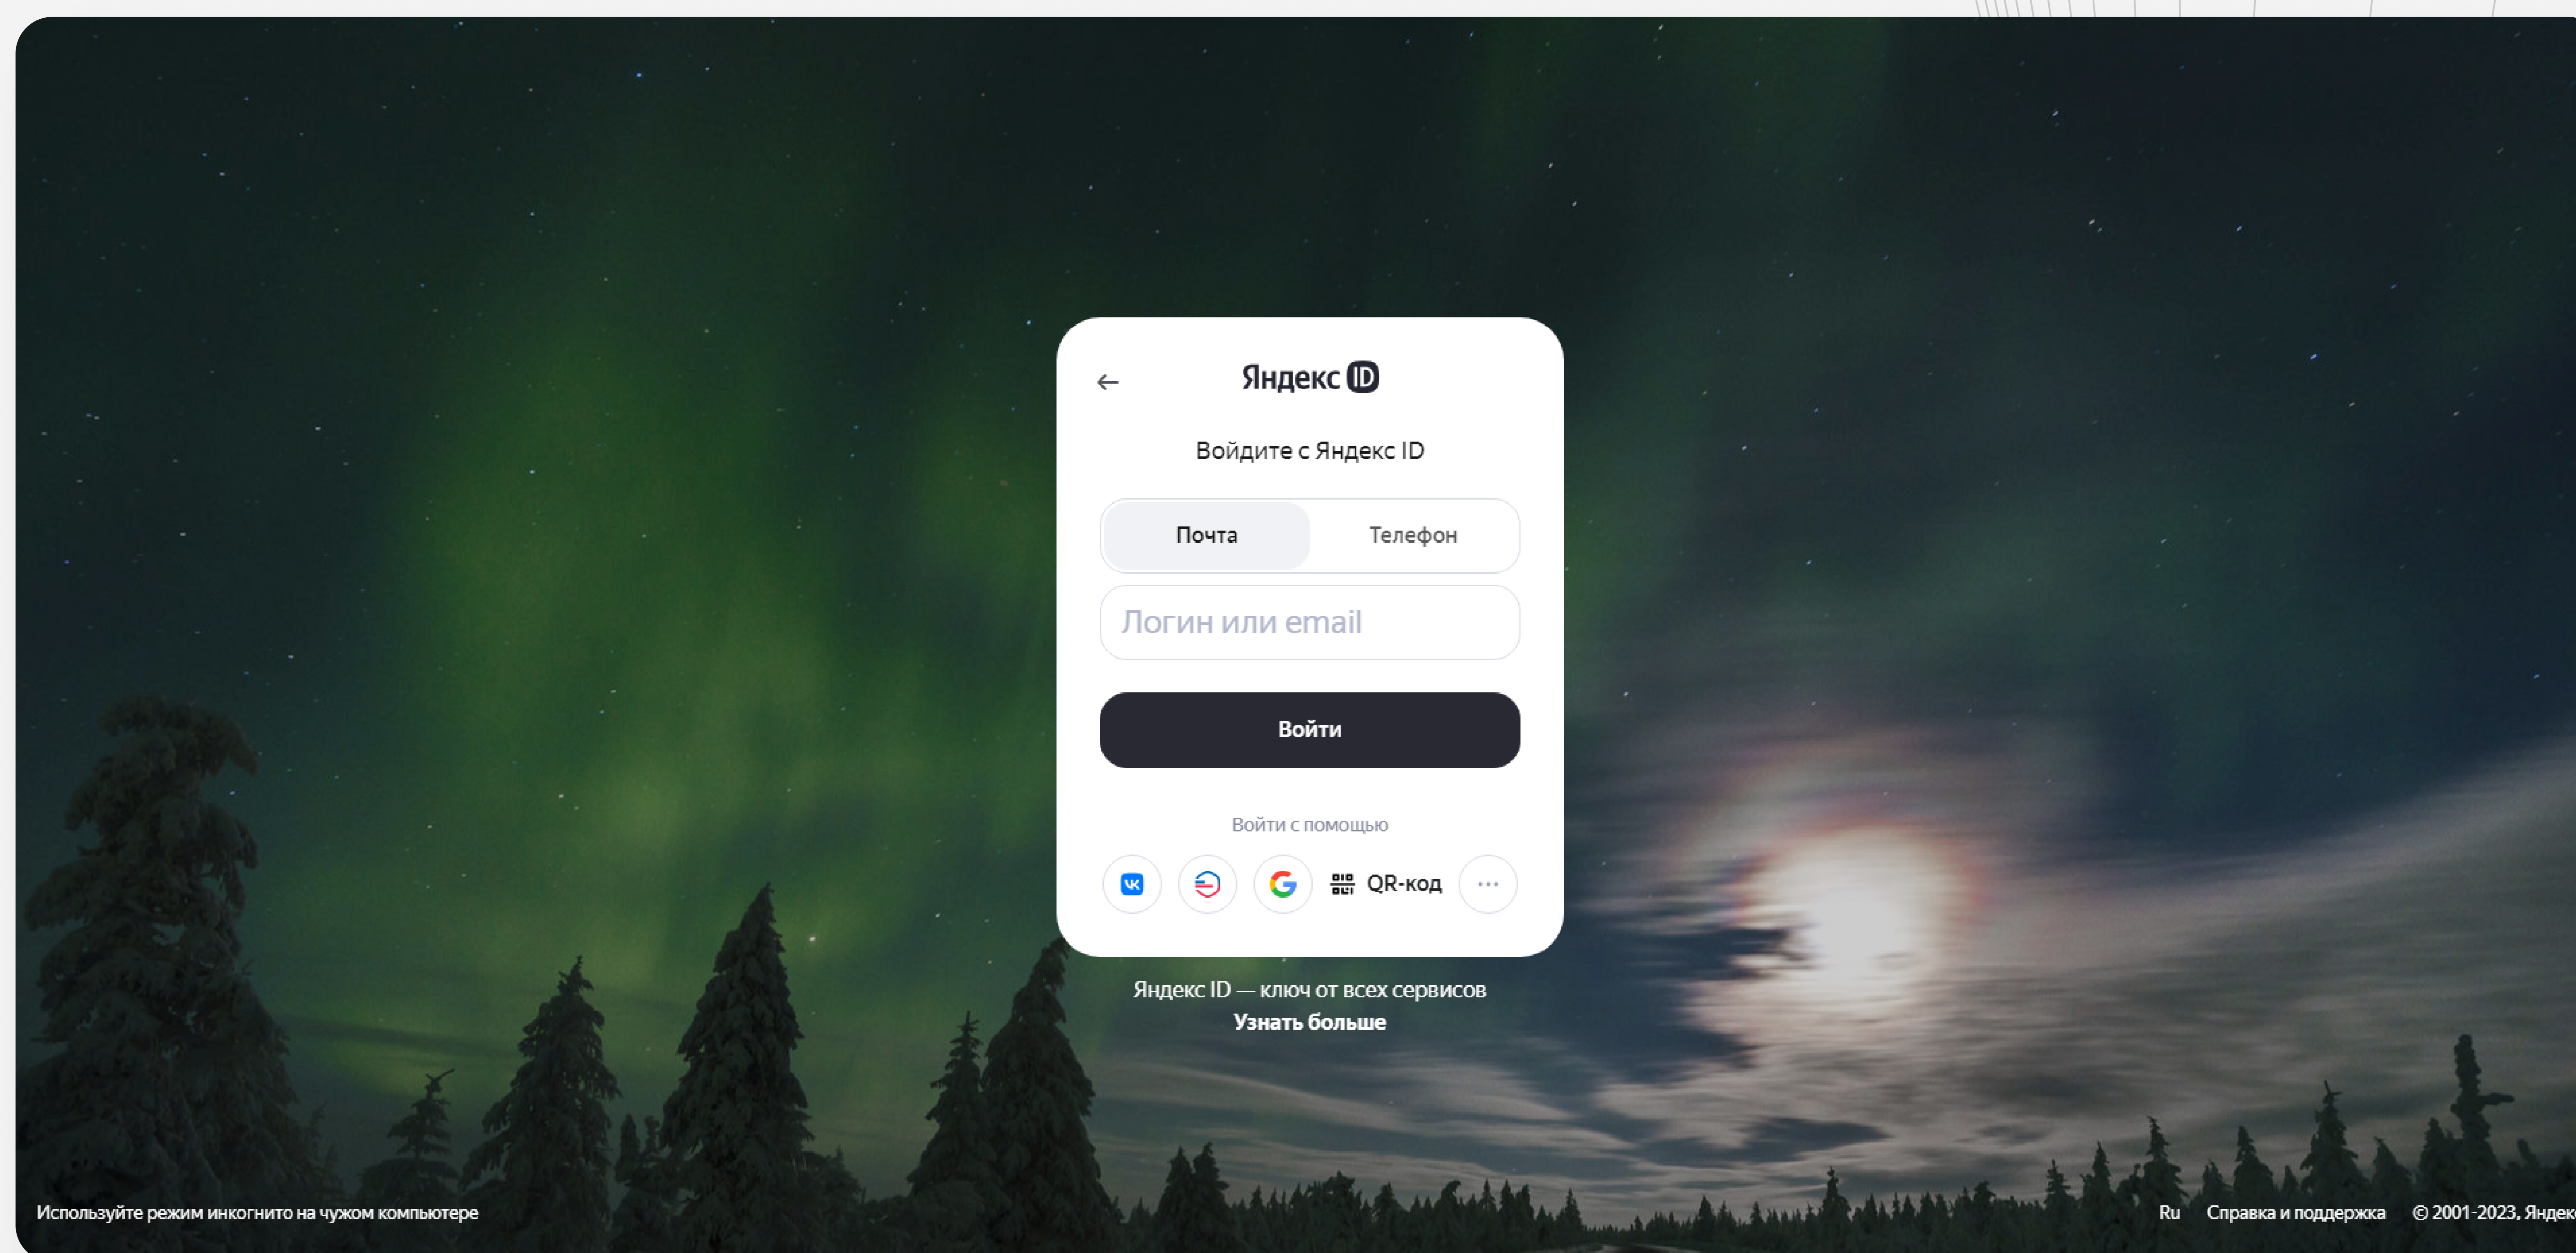 Яндекс ID
Войдите с Яндекс ID
Почта Телефон
Логин или email
Войти
Войти с помощью
QR-код
Яндекс ID — ключ от всех сервисов
Узнать больше
Используйте режим инкогнито на чужом компьютере
Ru Справка и поддержка © 2001-2023, Яндекс